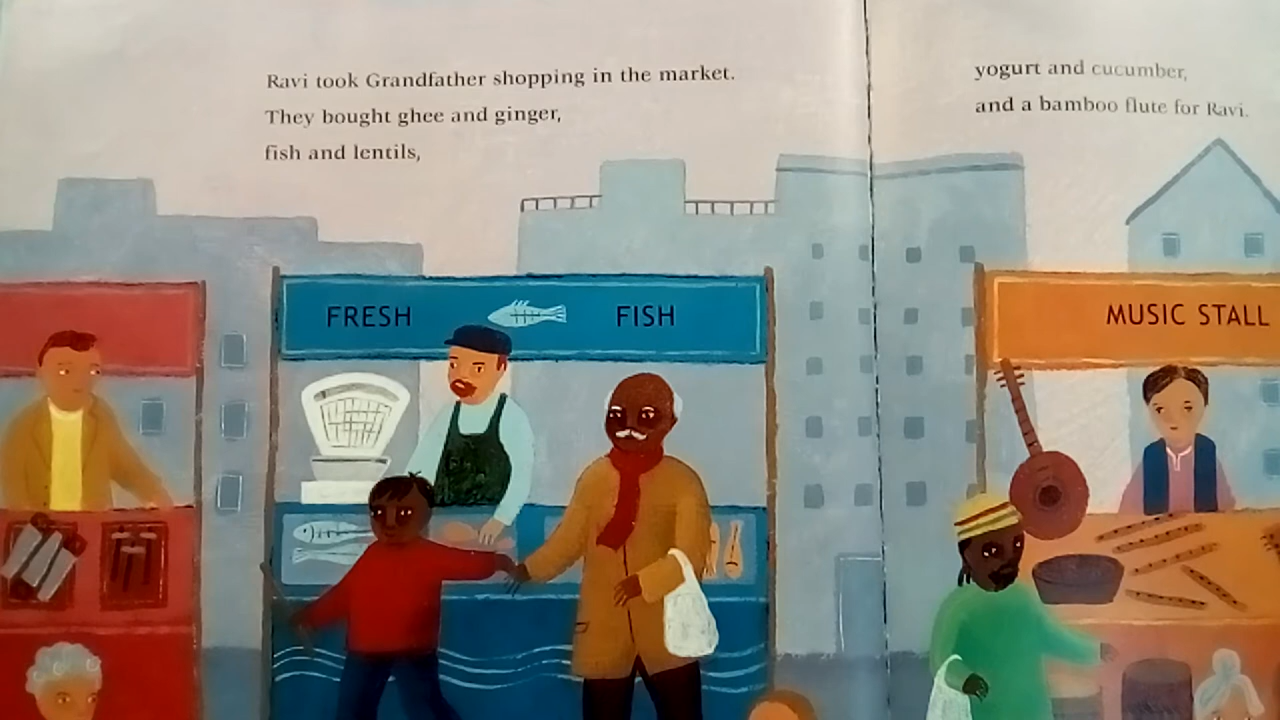 Ravi took Grandfather shopping in the market.
They bought ghee and ginger,
fish and lentils,
yogurt and cucumber,
and a bamboo flute for Ravi.
FRESH FISH
MUSIC STALL